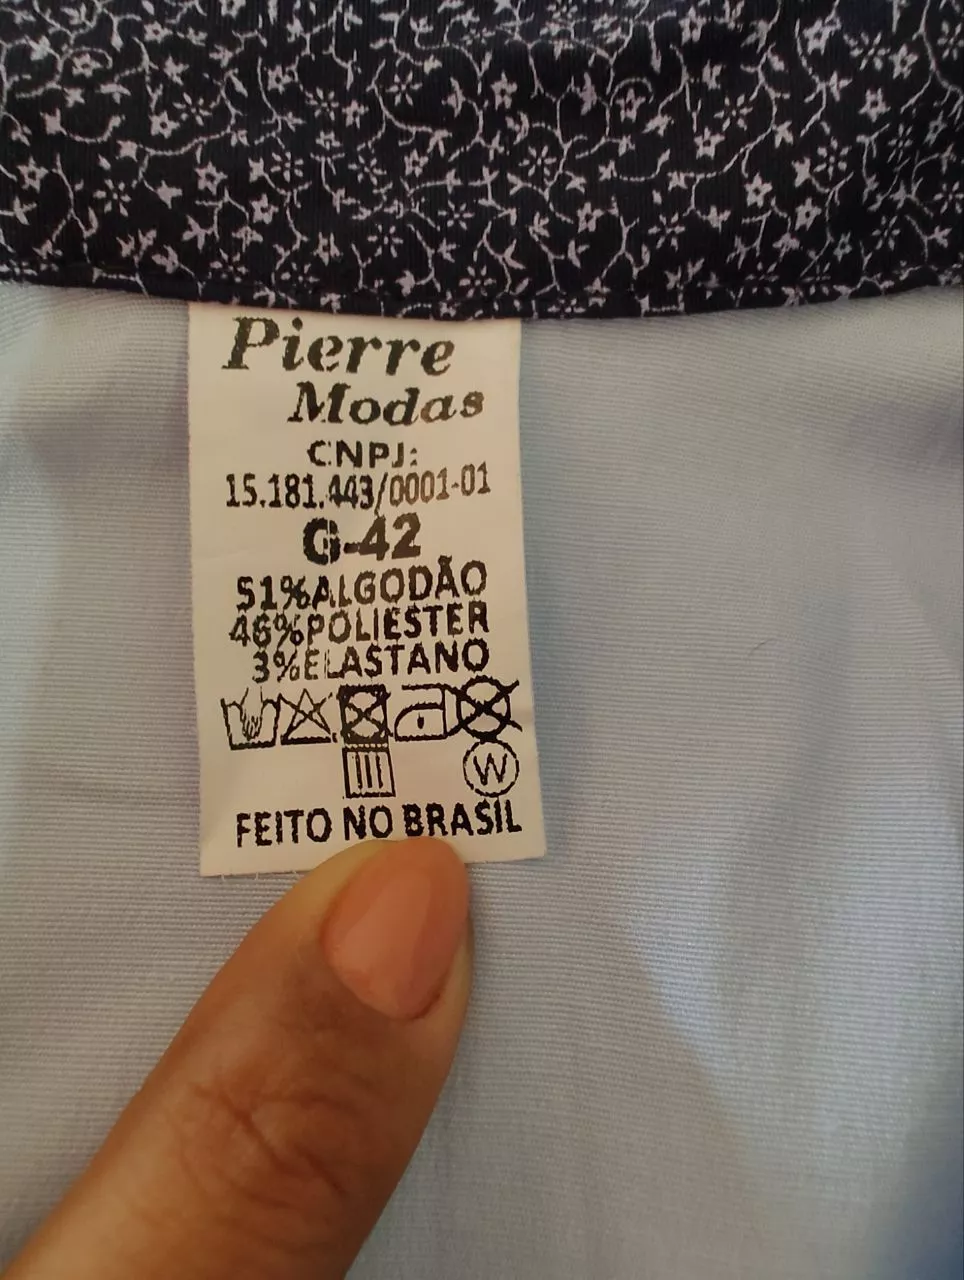 Pierre
Modas
CNPJ:
15.181.443/0001-01
G-42
51%ALGODÃO
46%POLIESTER
3%ELASTANO
W
FEITO NO BRASIL